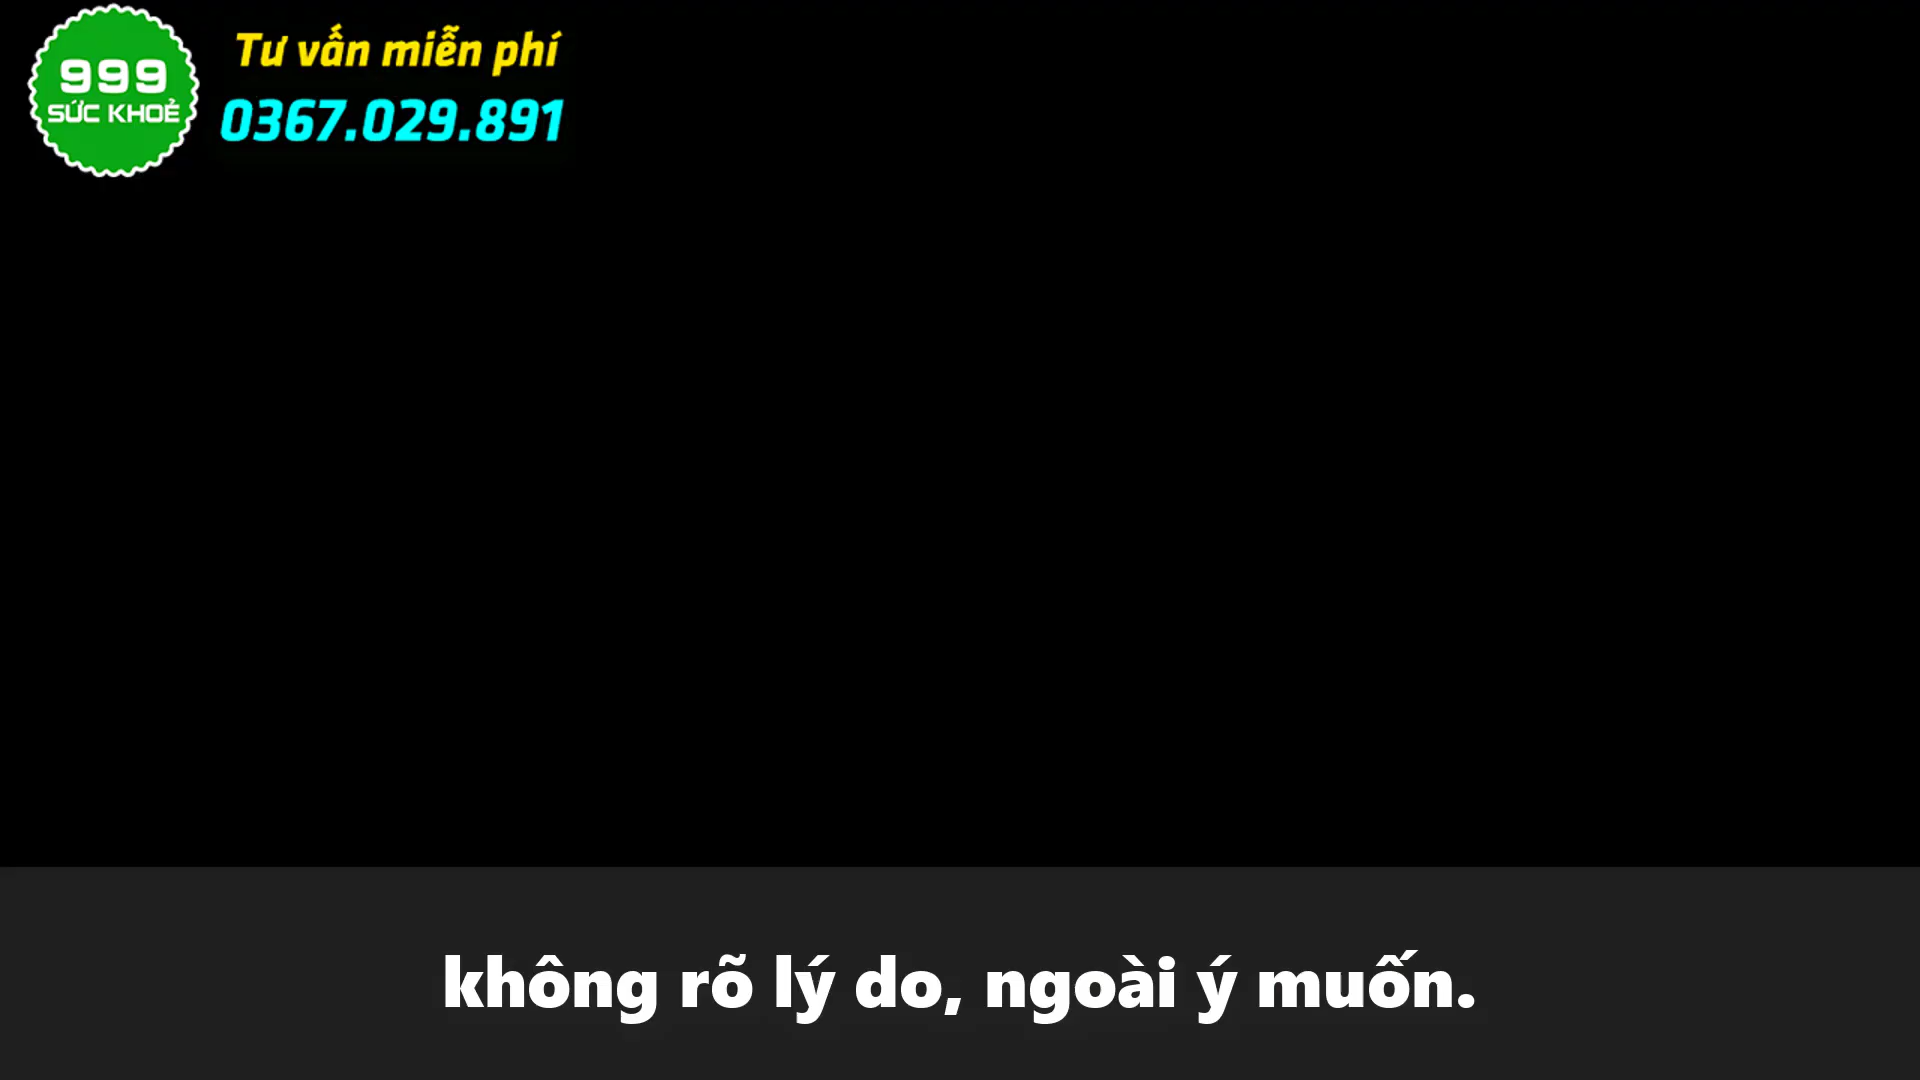 999
SỨC KHOẺ
Tư vấn miễn phí
0367.029.891
không rõ lý do, ngoài ý muốn.